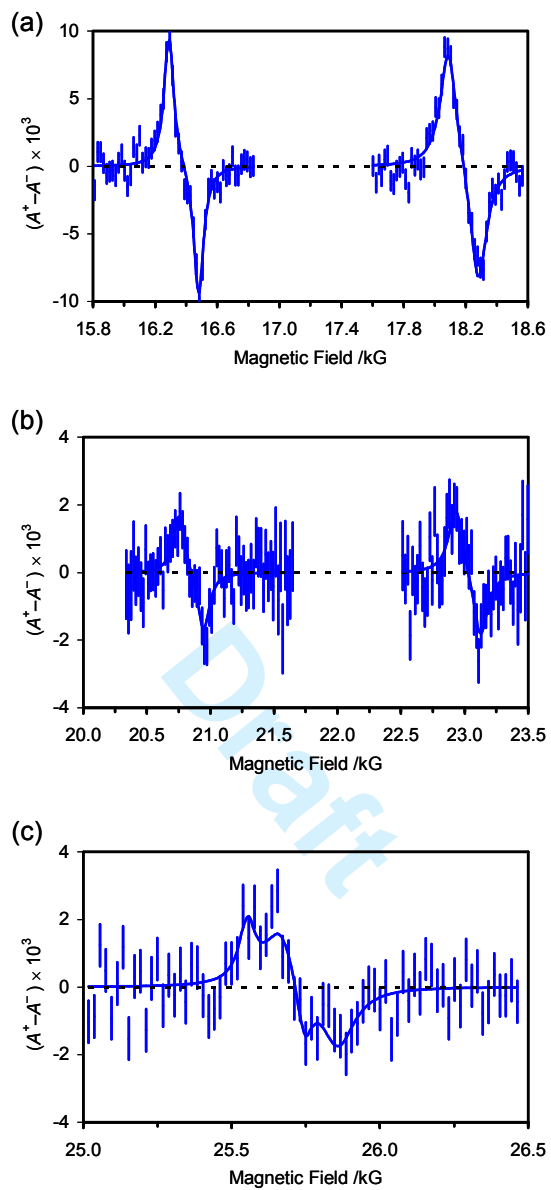 (a)
10
5
0
-5
-10
(A⁺–A⁻) × 10³
15.8 16.2 16.6 17.0 17.4 17.8 18.2 18.6
Magnetic Field /kG
(b)
4
2
0
-2
-4
(A⁺–A⁻) × 10³
20.0 20.5 21.0 21.5 22.0 22.5 23.0 23.5
Magnetic Field /kG
Draft
(c)
4
2
0
-2
-4
(A⁺–A⁻) × 10³
25.0 25.5 26.0 26.5
Magnetic Field /kG